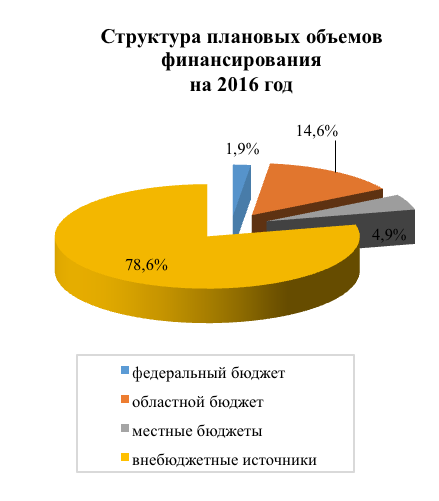 Структура плановых объемов
финансирования
на 2016 год
14,6%
1,9%
4,9%
78,6%
федеральный бюджет
областной бюджет
местные бюджеты
внебюджетные источники